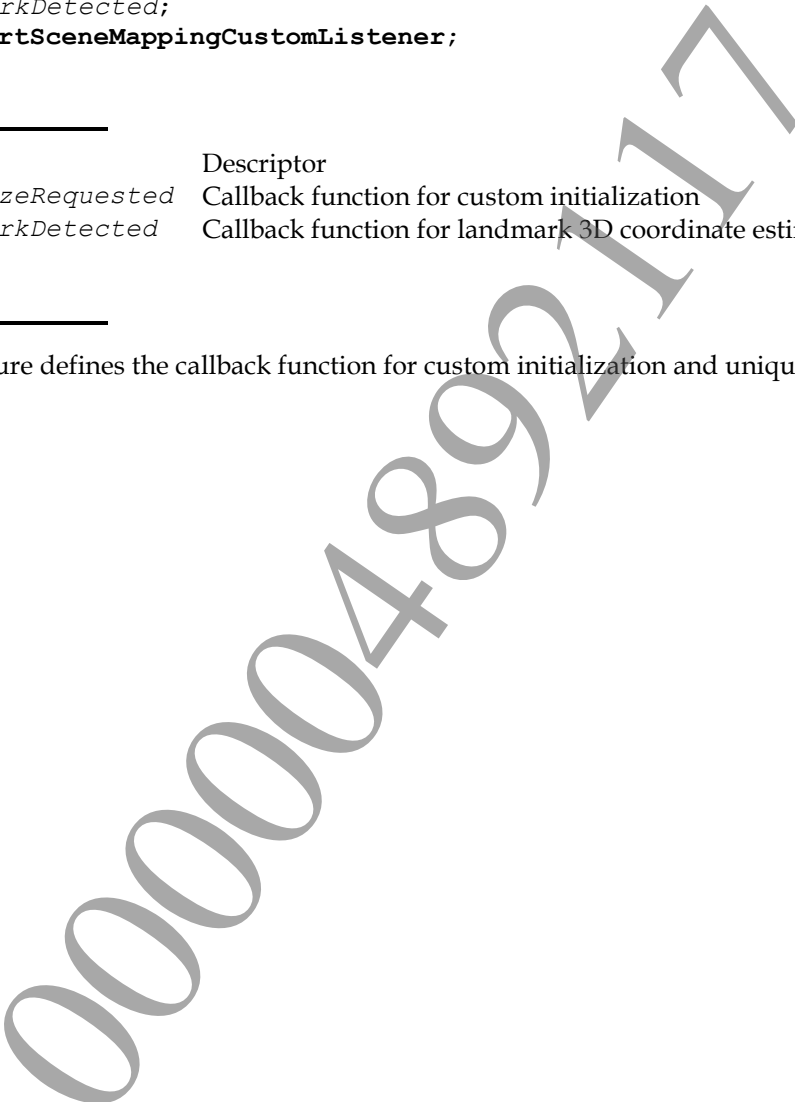 rkDetected;
rtSceneMappingCustomListener;
Descriptor
zeRequested Callback function for custom initialization
rkDetected Callback function for landmark 3D coordinate esti
ure defines the callback function for custom initialization and uniqu
000004892117